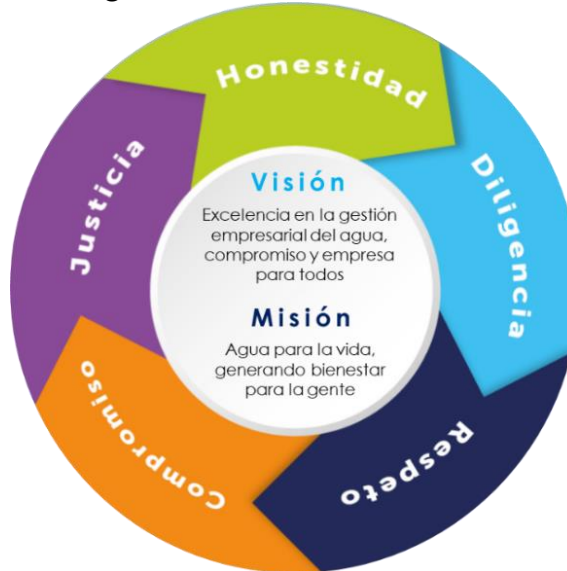 Honestidad
Diligencia
Respeto
Compromiso
Justicia
Visión
Excelencia en la gestión
empresarial del agua,
compromiso y empresa
para todos
Misión
Agua para la vida,
generando bienestar
para la gente